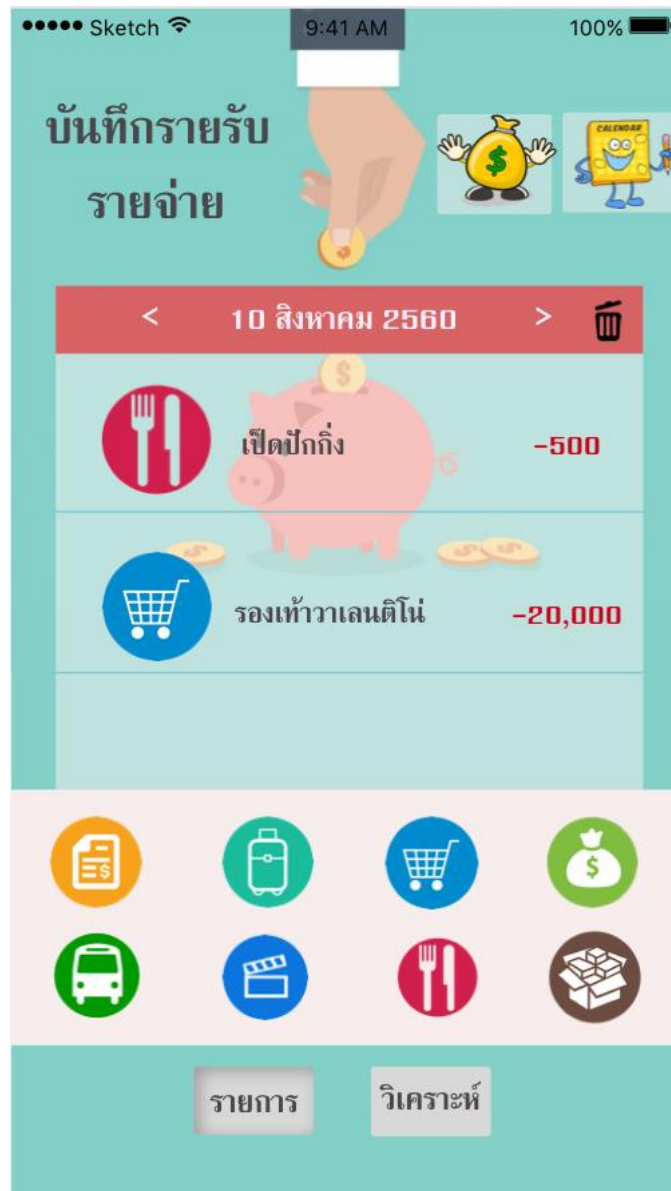 Sketch 9:41 AM 100%
บันทึกรายรับ
รายจ่าย
CALENDAR
< 10 สิงหาคม 2560 >
เป็ดปักกิ่ง -500
รองเท้าวาเลนติโน่ -20,000
รายการ วิเคราะห์